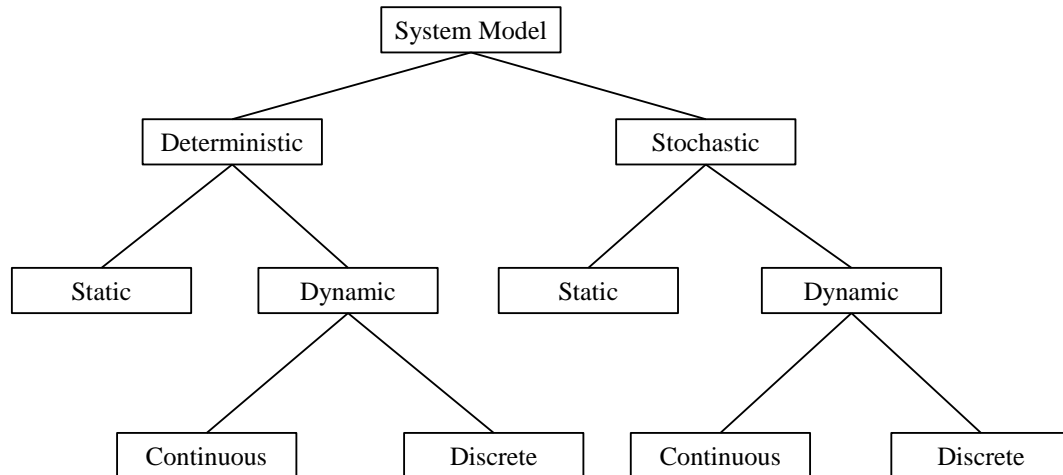 System Model
Deterministic
Stochastic
Static
Dynamic
Static
Dynamic
Continuous
Discrete
Continuous
Discrete